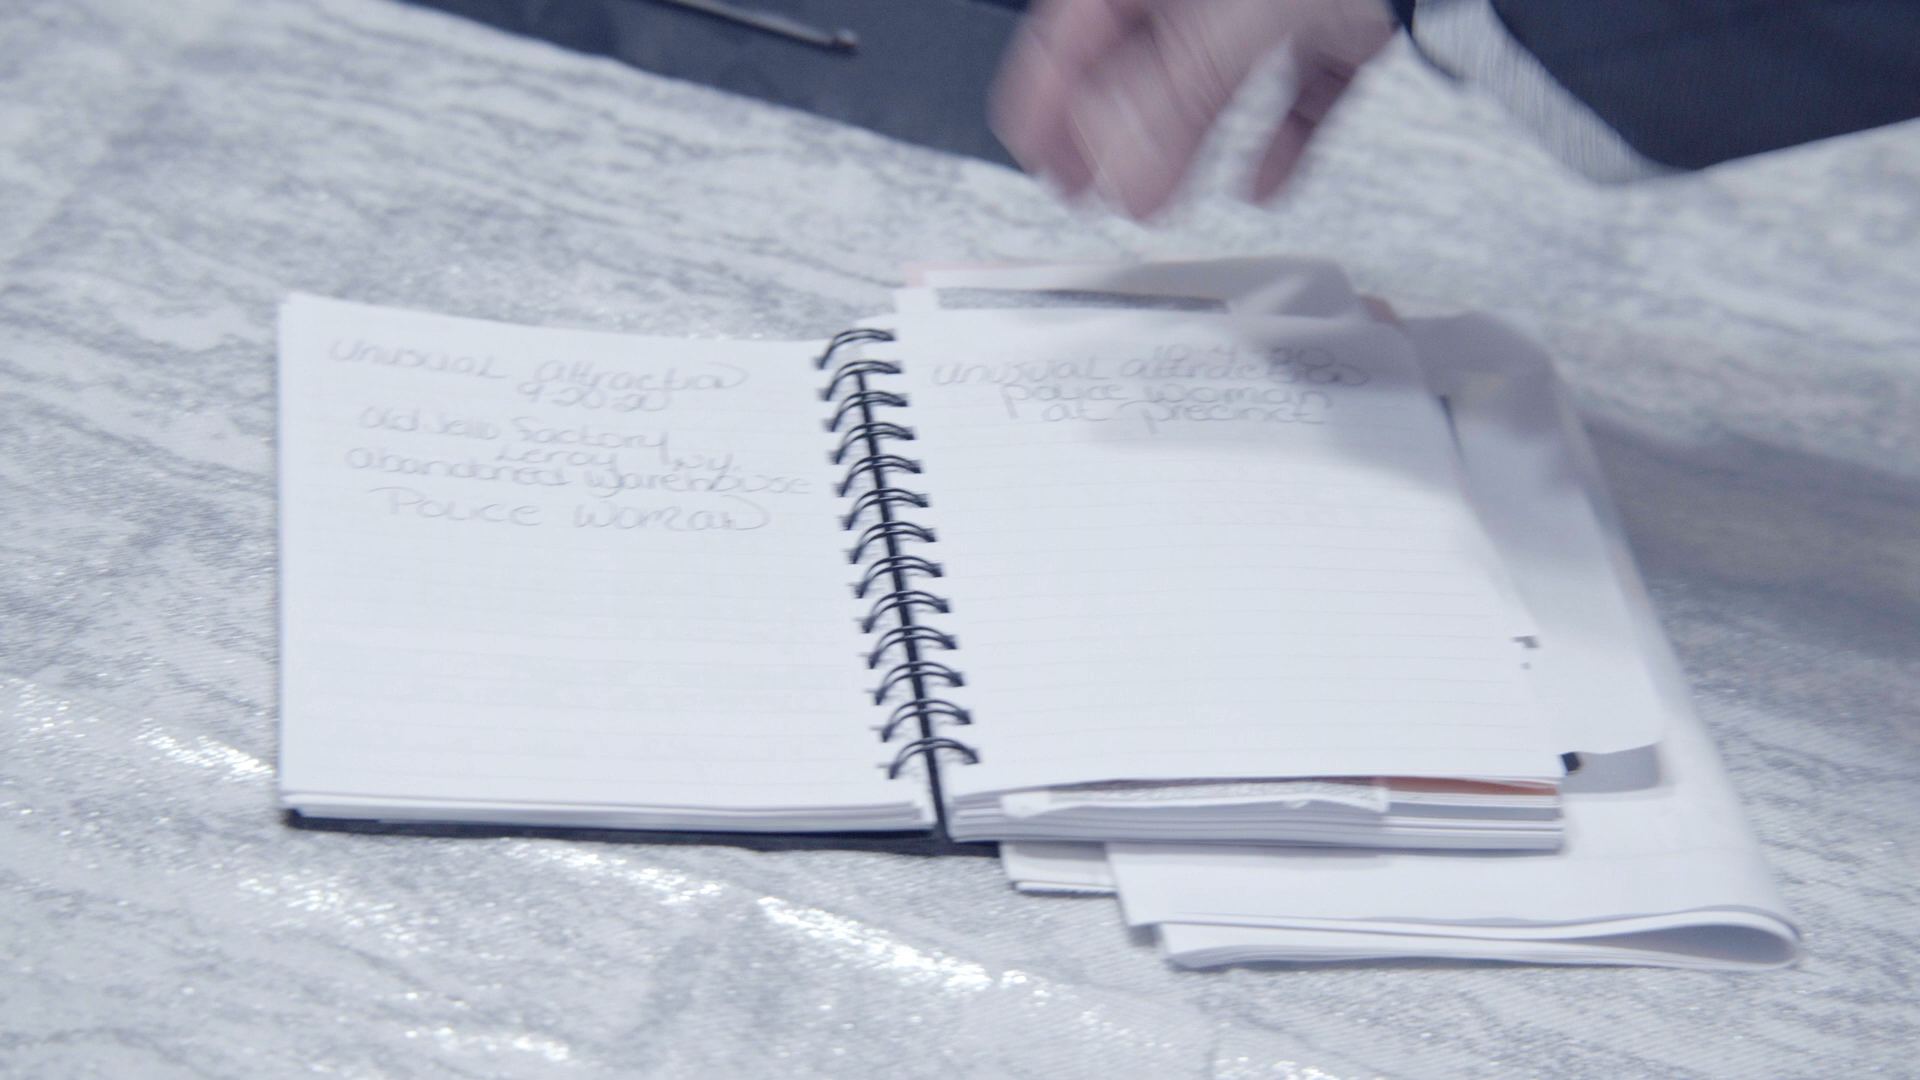 Unusual Attraction
9-20-20
Old Jello Factory
Leroy, N.Y.
abandoned warehouse
Police Woman
unusual attraction
police woman
at precinct